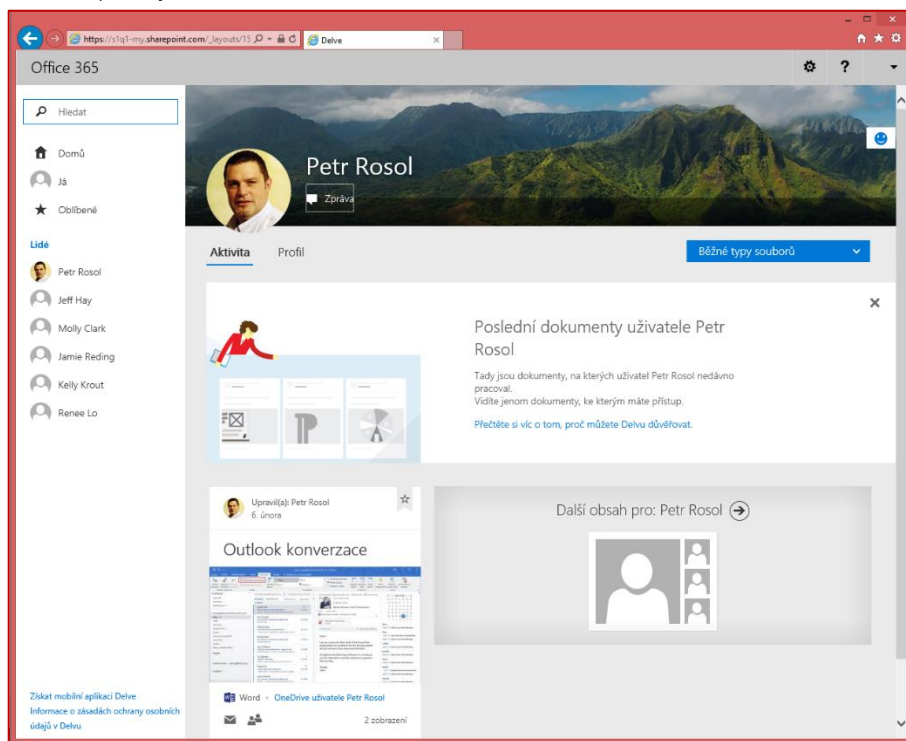 https://s1q1-my.sharepoint.com/_layouts/15
Delve
Office 365
?
Hledat
Domů
Já
Oblíbené
Lidé
Petr Rosol
Jeff Hay
Molly Clark
Jamie Reding
Kelly Krout
Renee Lo
Získat mobilní aplikaci Delve
Informace o zásadách ochrany osobních
údajů v Delvu
Petr Rosol
Zpráva
Aktivita
Profil
Běžné typy souborů
Poslední dokumenty uživatele Petr
Rosol
Tady jsou dokumenty, na kterých uživatel Petr Rosol nedávno
pracoval.
Vidíte jenom dokumenty, ke kterým máte přístup.
Přečtěte si víc o tom, proč můžete Delvu důvěřovat.
Upravil(a): Petr Rosol
6. února
Outlook konverzace
Word - OneDrive uživatele Petr Rosol
2 zobrazení
Další obsah pro: Petr Rosol